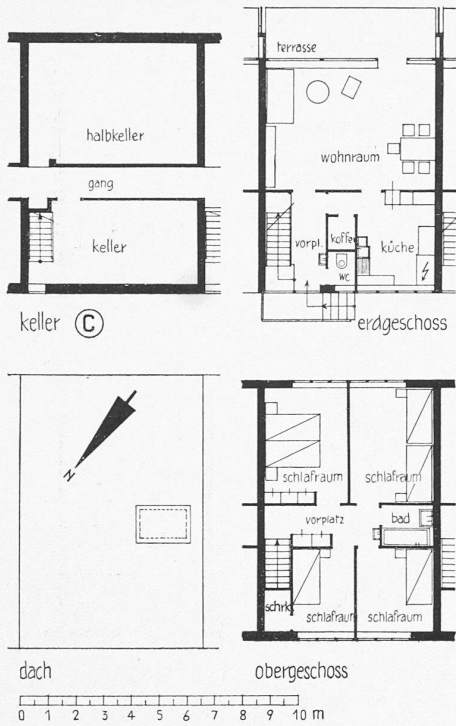 halbkeller
gang
keller
keller C
terrasse
wohnraum
vorpl.
koffer
wc
küche
erdgeschoss
N
dach
schlafraum
schlafraum
vorplatz
bad
schrk.
schlafraum
schlafraum
obergeschoss
0 1 2 3 4 5 6 7 8 9 10 m